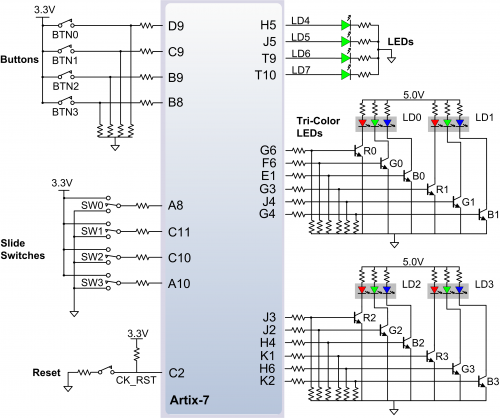 3.3V
BTN0
BTN1
BTN2
BTN3
Buttons
D9
C9
B9
B8
H5
J5
T9
T10
LD4
LD5
LD6
LD7
LEDs
5.0V
Tri-Color
LEDs
LD0
LD1
G6
F6
E1
G3
J4
G4
R0
G0
B0
R1
G1
B1
3.3V
SW0
SW1
SW2
SW3
Slide
Switches
A8
C11
C10
A10
5.0V
LD2
LD3
J3
J2
H4
K1
H6
K2
R2
G2
B2
R3
G3
B3
3.3V
Reset
CK_RST
C2
Artix-7